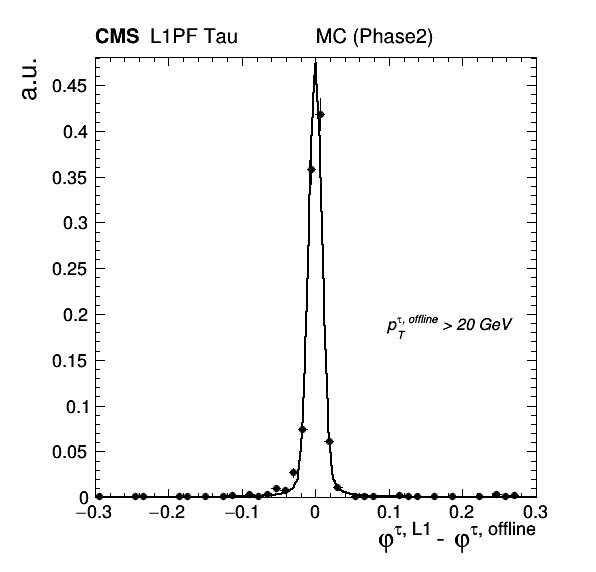 CMS L1PF Tau MC (Phase2)
a.u.
0.45
0.4
0.35
0.3
0.25
0.2
p_T^{τ, offline} > 20 GeV
0.15
0.1
0.05
0
−0.3 −0.2 −0.1 0 0.1 0.2 0.3
φ^{τ, L1} - φ^{τ, offline}